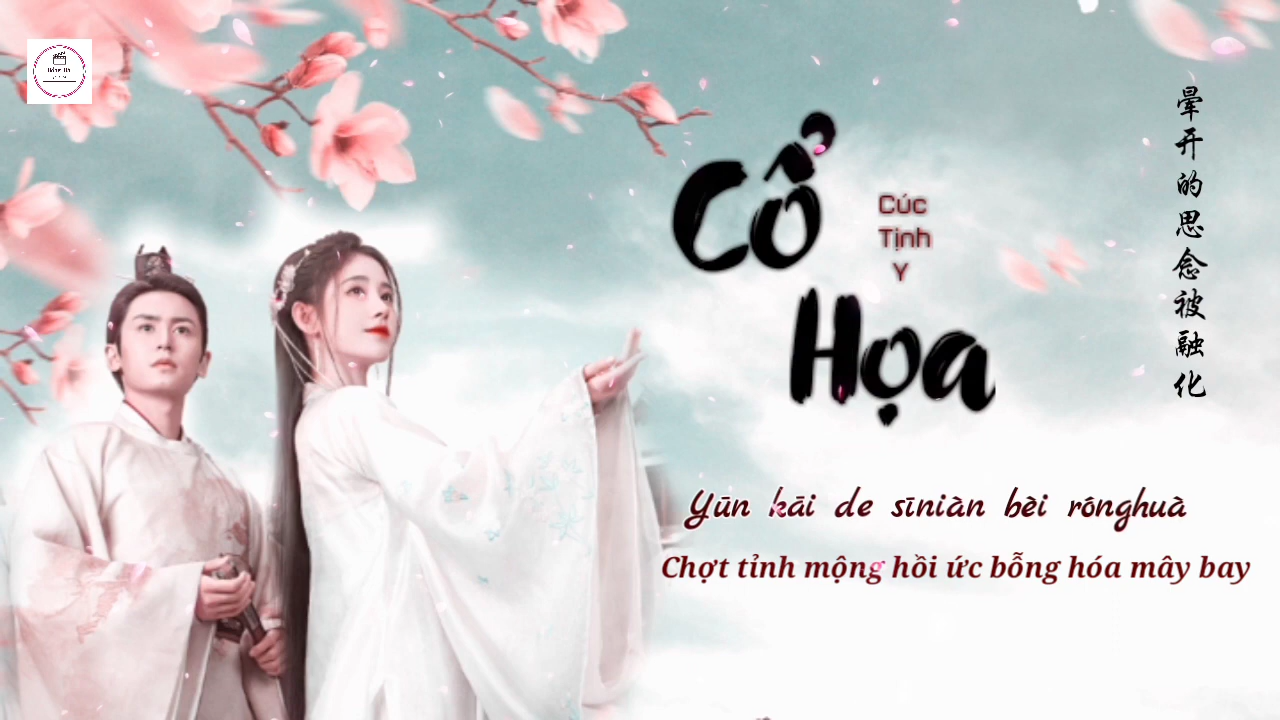 Cổ
Họa
Cúc
Tịnh
Y
晕开的思念被融化
Yūn kāi de sīniàn bèi rónghuà
Chợt tỉnh mộng hồi ức bỗng hóa mây bay